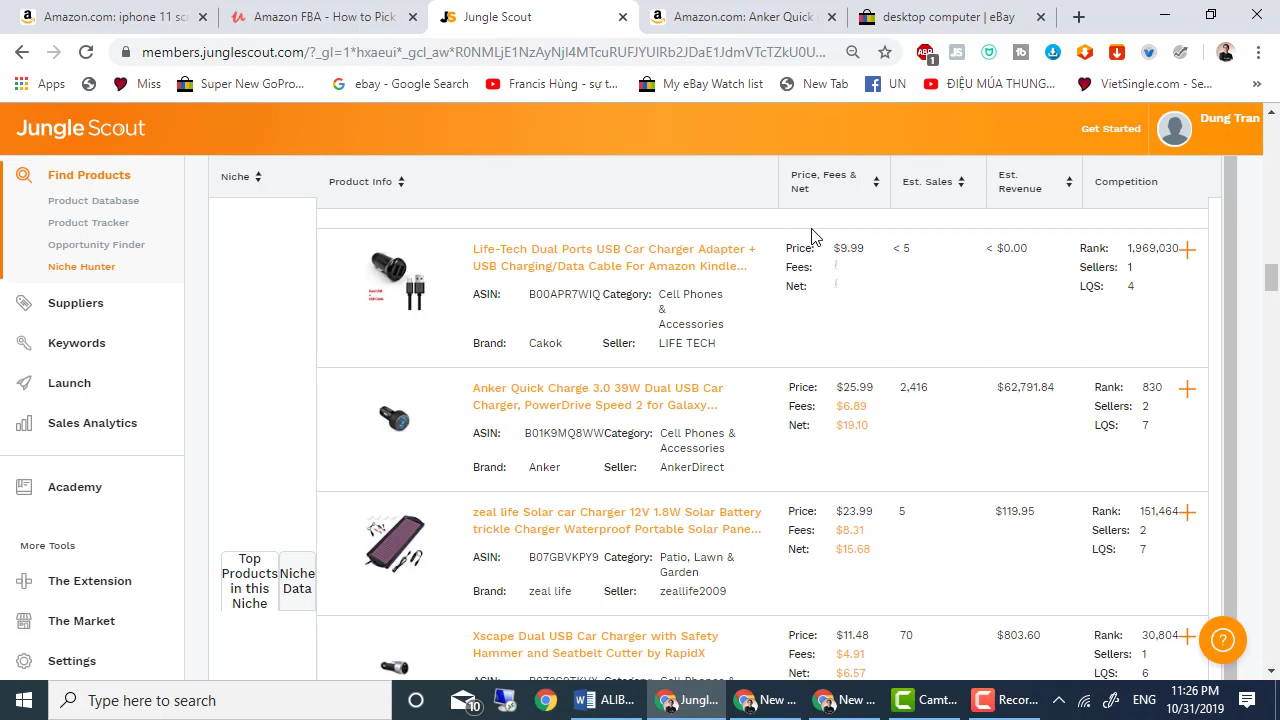 Amazon.com: iphone 11 scr
Amazon FBA - How to Pick
Jungle Scout
Amazon.com: Anker Quick
desktop computer | eBay
members.junglescout.com/?_gl=1*hxaeui*_gcl_aw*R0NMLjE1NzAyNjI4MTcuRUFJYUlRb2JDaE1JdmVTcTZkJ0U...
Apps
Miss
Super New GoPro...
ebay - Google Search
Francis Hùng - sự t...
My eBay Watch list
New Tab
UN
ĐIỆU MÚA THUNG...
VietSingle.com - Se...
Jungle Scout
Get Started
Dung Tran
Find Products
Product Database
Product Tracker
Opportunity Finder
Niche Hunter
Suppliers
Keywords
Launch
Sales Analytics
Academy
More Tools
The Extension
The Market
Settings
Niche
Product Info
Price, Fees &
Net
Est. Sales
Est.
Revenue
Competition
Top
Products
in this
Niche
Niche
Data
Life-Tech Dual Ports USB Car Charger Adapter +
USB Charging/Data Cable For Amazon Kindle...
ASIN: B00APR7WIQ Category: Cell Phones
&
Accessories
Brand: Cakok Seller: LIFE TECH
Price: $9.99
Fees:
Net:
< 5
< $0.00
Rank: 1,969,030
Sellers: 1
LQS: 4
Anker Quick Charge 3.0 39W Dual USB Car
Charger, PowerDrive Speed 2 for Galaxy...
ASIN: B01K9MQ8WW Category: Cell Phones &
Accessories
Brand: Anker Seller: AnkerDirect
Price: $25.99
Fees: $6.89
Net: $19.10
2,416
$62,791.84
Rank: 830
Sellers: 2
LQS: 7
zeal life Solar car Charger 12V 1.8W Solar Battery
trickle Charger Waterproof Portable Solar Pane...
ASIN: B07GBVKPY9 Category: Patio, Lawn &
Garden
Brand: zeal life Seller: zeallife2009
Price: $23.99
Fees: $8.31
Net: $15.68
5
$119.95
Rank: 151,464
Sellers: 2
LQS: 7
Xscape Dual USB Car Charger with Safety
Hammer and Seatbelt Cutter by RapidX
Price: $11.48
Fees: $4.91
Net: $6.57
70
$803.60
Rank: 30,804
Sellers: 1
LQS: 6
Type here to search
10
ALIB...
Jungl...
New ...
New ...
Camt...
Recor...
ENG
11:26 PM
10/31/2019